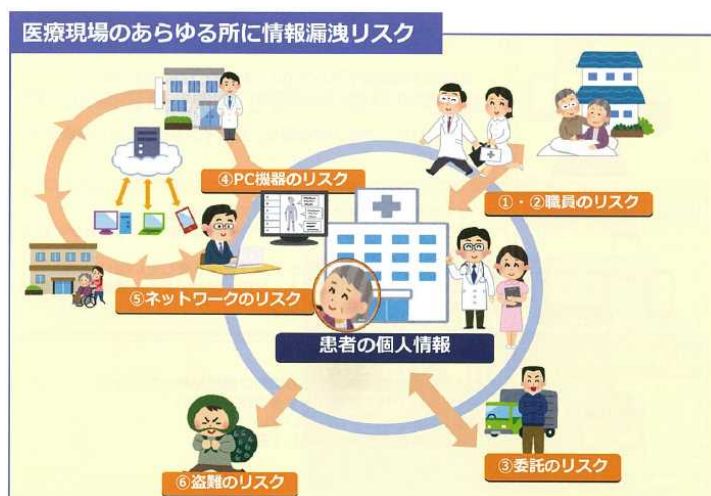 医療現場のあらゆる所に情報漏洩リスク
④PC機器のリスク
①・②職員のリスク
⑤ネットワークのリスク
患者の個人情報
③委託のリスク
⑥盗難のリスク